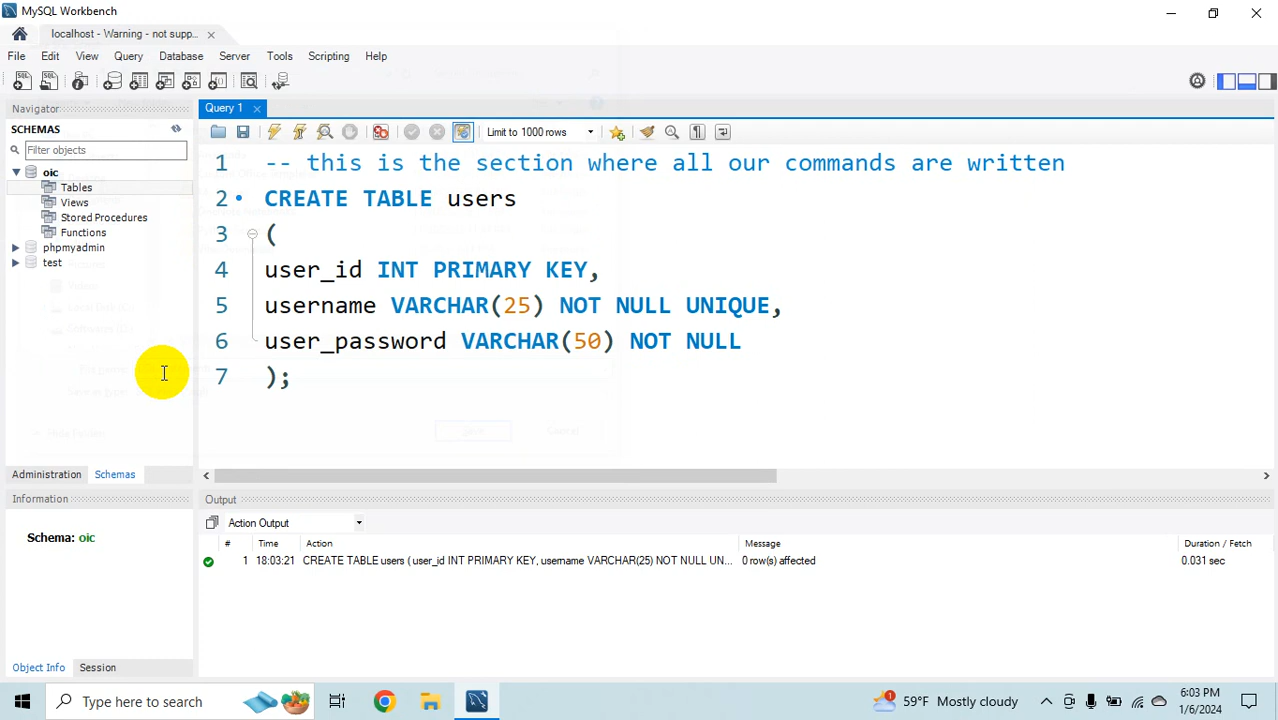 MySQL Workbench
localhost - Warning - not supp...
File Edit View Query Database Server Tools Scripting Help
Navigator
SCHEMAS
Filter objects
oic
Tables
Views
Stored Procedures
Functions
phpmyadmin
test
Administration Schemas
Information
Schema: oic
Object Info Session
Query 1
Limit to 1000 rows
1 -- this is the section where all our commands are written
2 CREATE TABLE users
3 (
4 user_id INT PRIMARY KEY,
5 username VARCHAR(25) NOT NULL UNIQUE,
6 user_password VARCHAR(50) NOT NULL
7 );
Output
Action Output
# Time Action Message Duration / Fetch
1 18:03:21 CREATE TABLE users ( user_id INT PRIMARY KEY, username VARCHAR(25) NOT NULL UN... 0 row(s) affected 0.031 sec
Type here to search
59°F Mostly cloudy
1
6:03 PM
1/6/2024